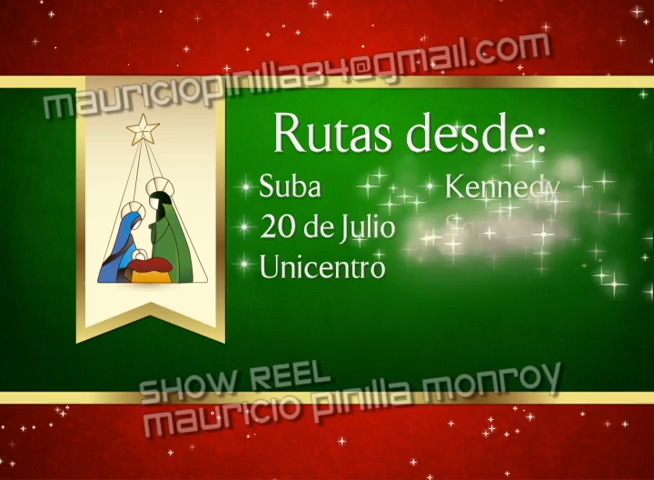 mauriciopinilla84@gmail.com
Rutas desde:
Suba
Kennedy
20 de Julio
Unicentro
SHOW REEL
mauricio pinilla monroy